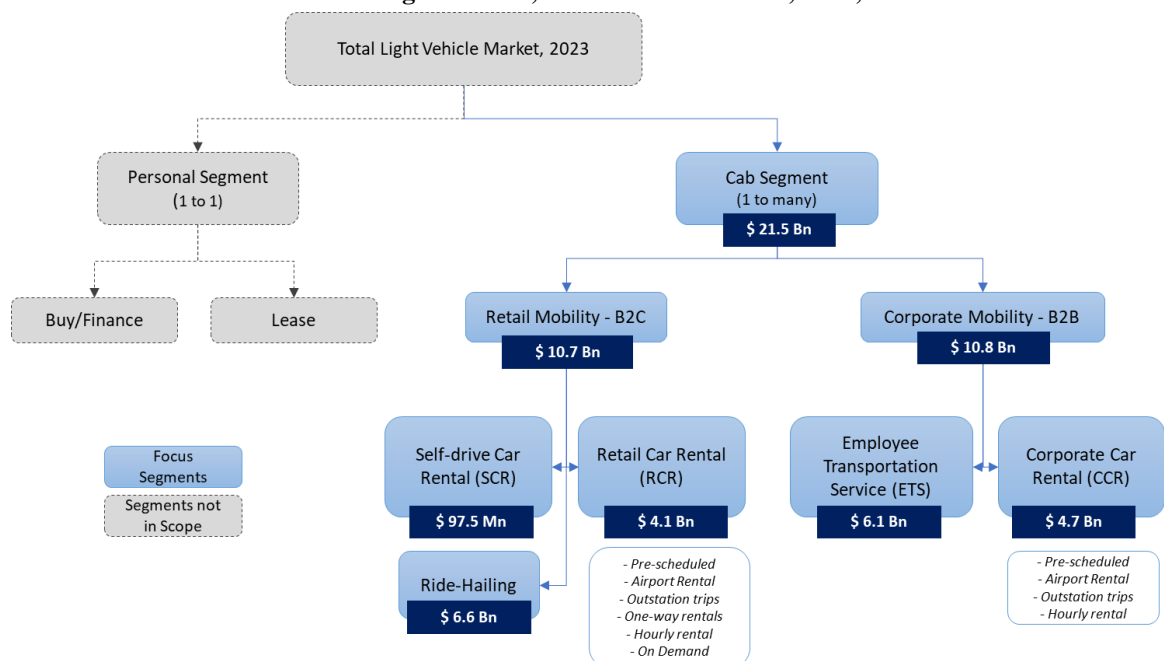 Total Light Vehicle Market, 2023
Personal Segment
(1 to 1)
Cab Segment
(1 to many)
$ 21.5 Bn
Buy/Finance
Lease
Retail Mobility - B2C
$ 10.7 Bn
Corporate Mobility - B2B
$ 10.8 Bn
Focus
Segments
Segments not
in Scope
Self-drive Car
Rental (SCR)
$ 97.5 Mn
Retail Car Rental
(RCR)
$ 4.1 Bn
Employee
Transportation
Service (ETS)
$ 6.1 Bn
Corporate Car
Rental (CCR)
$ 4.7 Bn
Ride-Hailing
$ 6.6 Bn
- Pre-scheduled
- Airport Rental
- Outstation trips
- One-way rentals
- Hourly rental
- On Demand
- Pre-scheduled
- Airport Rental
- Outstation trips
- Hourly rental